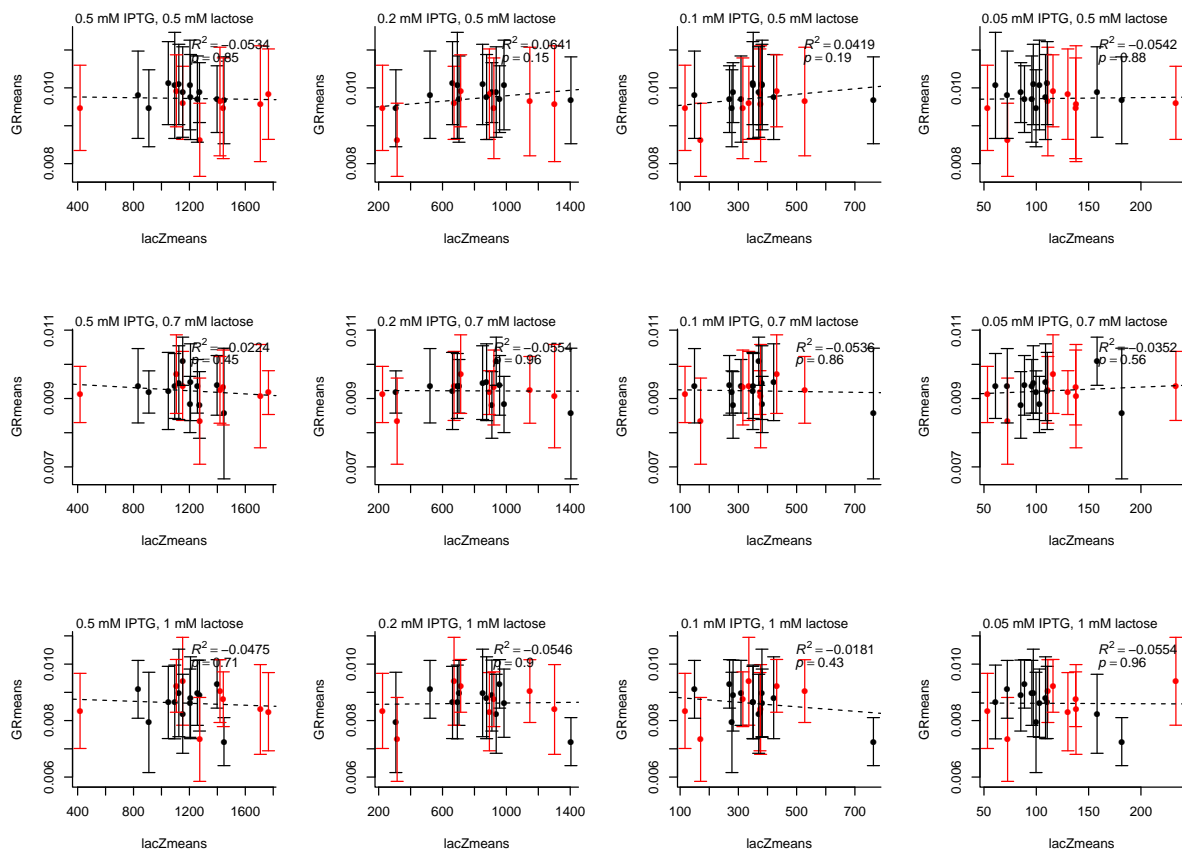 0.5 mM IPTG, 0.5 mM lactose
R² = −0.0534
p = 0.85
GRmeans
0.008
0.010
400
800
1200
1600
lacZmeans
0.2 mM IPTG, 0.5 mM lactose
R² = 0.0641
p = 0.15
GRmeans
0.008
0.010
200
600
1000
1400
lacZmeans
0.1 mM IPTG, 0.5 mM lactose
R² = 0.0419
p = 0.19
GRmeans
0.008
0.010
100
300
500
700
lacZmeans
0.05 mM IPTG, 0.5 mM lactose
R² = −0.0542
p = 0.88
GRmeans
0.008
0.010
50
100
150
200
lacZmeans
0.5 mM IPTG, 0.7 mM lactose
R² = −0.0224
p = 0.45
GRmeans
0.007
0.009
0.011
400
800
1200
1600
lacZmeans
0.2 mM IPTG, 0.7 mM lactose
R² = −0.0554
p = 0.96
GRmeans
0.007
0.009
0.011
200
600
1000
1400
lacZmeans
0.1 mM IPTG, 0.7 mM lactose
R² = −0.0536
p = 0.86
GRmeans
0.007
0.009
0.011
100
300
500
700
lacZmeans
0.05 mM IPTG, 0.7 mM lactose
R² = −0.0352
p = 0.56
GRmeans
0.007
0.009
0.011
50
100
150
200
lacZmeans
0.5 mM IPTG, 1 mM lactose
R² = −0.0475
p = 0.71
GRmeans
0.006
0.008
0.010
400
800
1200
1600
lacZmeans
0.2 mM IPTG, 1 mM lactose
R² = −0.0546
p = 0.9
GRmeans
0.006
0.008
0.010
200
600
1000
1400
lacZmeans
0.1 mM IPTG, 1 mM lactose
R² = −0.0181
p = 0.43
GRmeans
0.006
0.008
0.010
100
300
500
700
lacZmeans
0.05 mM IPTG, 1 mM lactose
R² = −0.0554
p = 0.96
GRmeans
0.006
0.008
0.010
50
100
150
200
lacZmeans